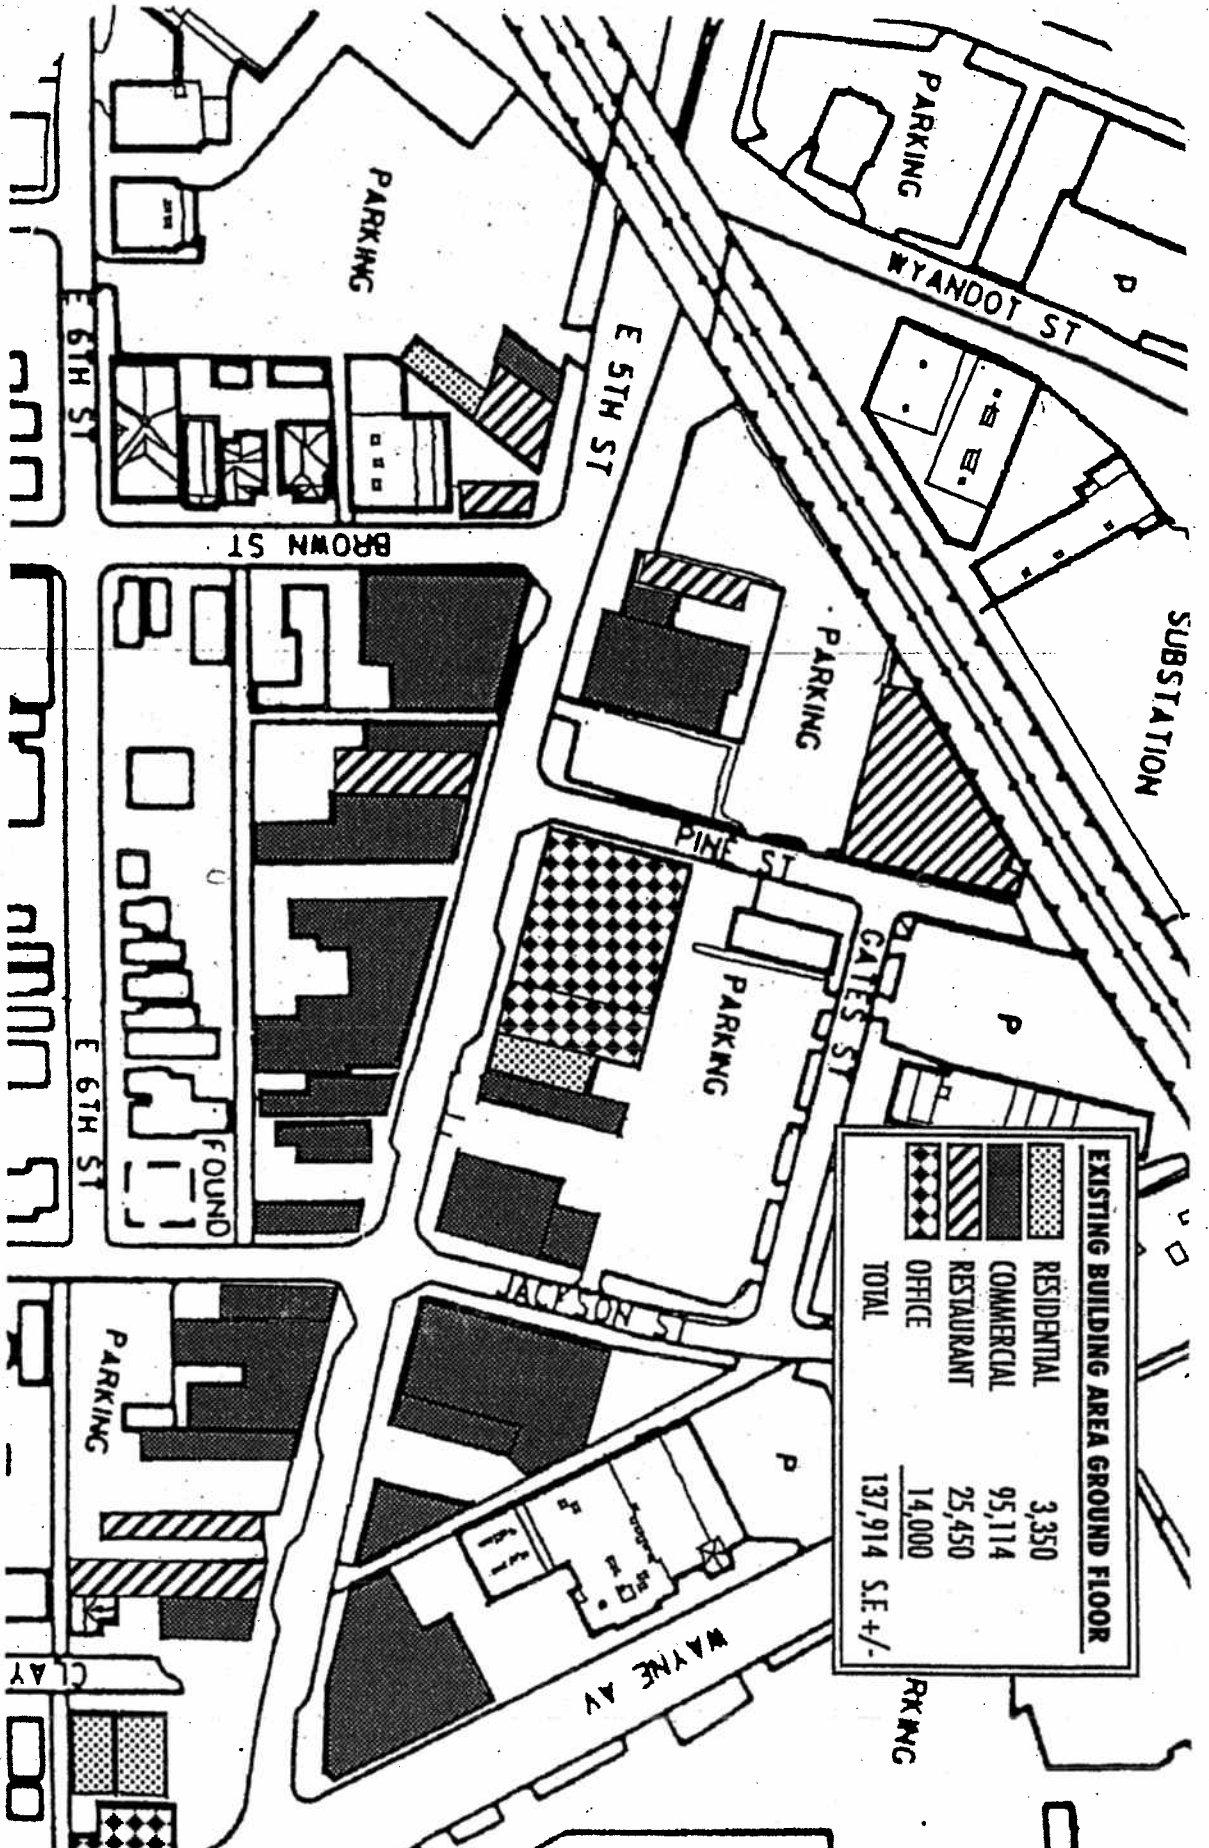 PARKING
P
WYANDOT ST
SUBSTATION
PARKING
E 5TH ST
E 6TH ST
BROWN ST
PARKING
PINE ST
GATES ST
P
PARKING
E 6TH ST
FOUND
JACKSON ST
PARKING
P
WAYNE AV
CLAY
RKING
EXISTING BUILDING AREA GROUND FLOOR
RESIDENTIAL 3,350
COMMERCIAL 95,114
RESTAURANT 25,450
OFFICE 14,000
TOTAL 137,914 S.F. +/-